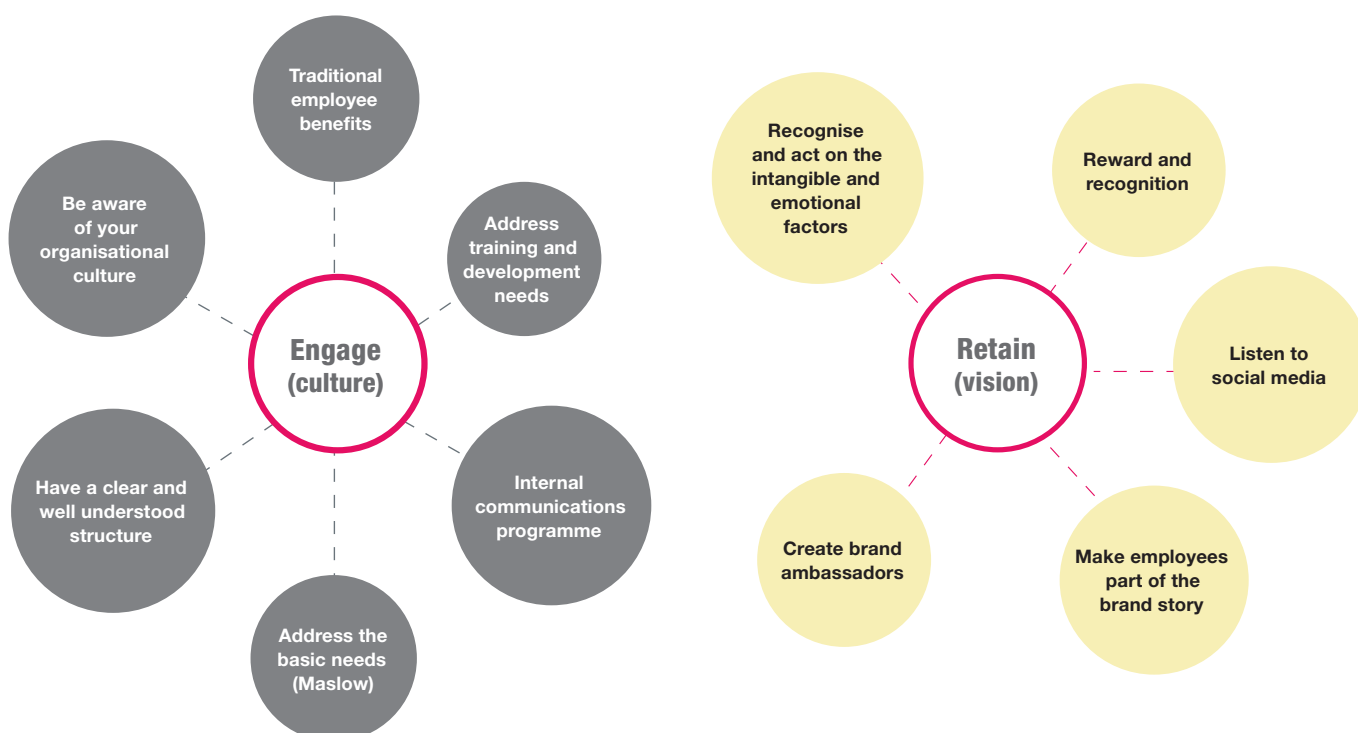 Traditional
employee
benefits
Be aware
of your
organisational
culture
Address
training and
development
needs
Engage
(culture)
Have a clear and
well understood
structure
Internal
communications
programme
Address the
basic needs
(Maslow)
Recognise
and act on the
intangible and
emotional
factors
Reward and
recognition
Retain
(vision)
Listen to
social media
Create brand
ambassadors
Make employees
part of the
brand story